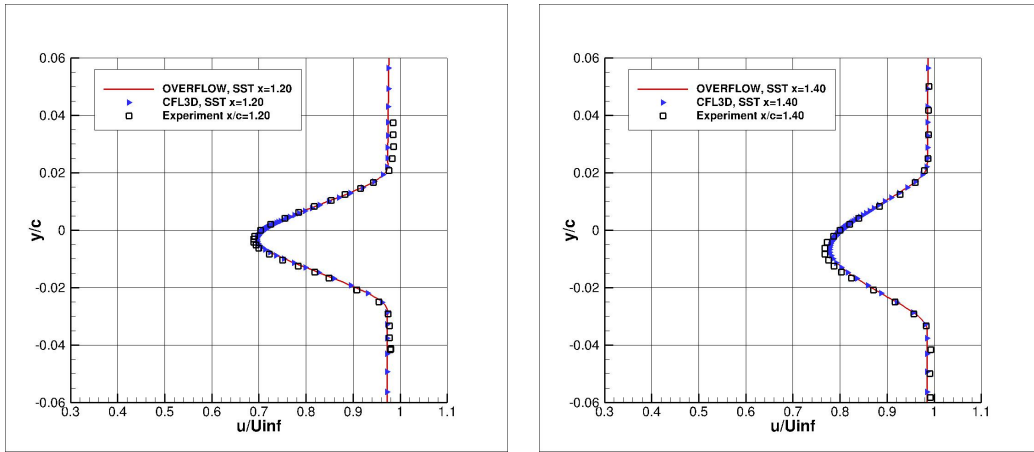 0.06
OVERFLOW, SST x=1.20
CFL3D, SST x=1.20
Experiment x/c=1.20
0.04
0.02
y/c
0
-0.02
-0.04
-0.06
0.3 0.4 0.5 0.6 0.7 0.8 0.9 1 1.1
u/Uinf
0.06
OVERFLOW, SST x=1.40
CFL3D, SST x=1.40
Experiment x/c=1.40
0.04
0.02
y/c
0
-0.02
-0.04
-0.06
0.3 0.4 0.5 0.6 0.7 0.8 0.9 1 1.1
u/Uinf